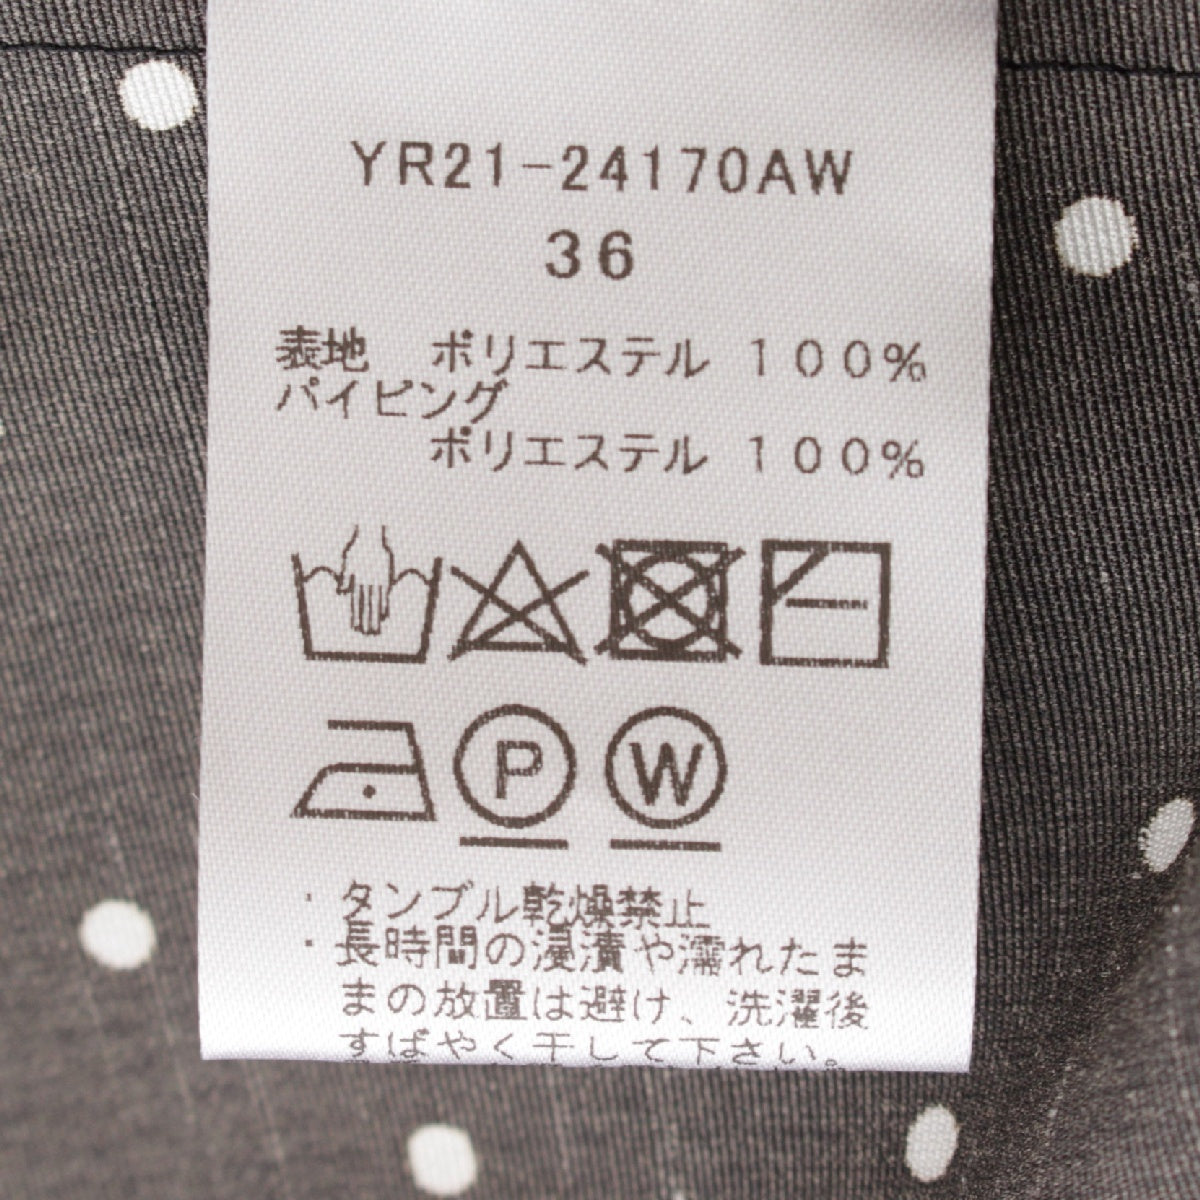 YR21-24170AW
36
表地 ポリエステル 100%
パイピング
ポリエステル 100%
P W
・タンブル乾燥禁止
・長時間の浸漬や濡れたま
まの放置は避け、洗濯後
すばやく干して下さい。